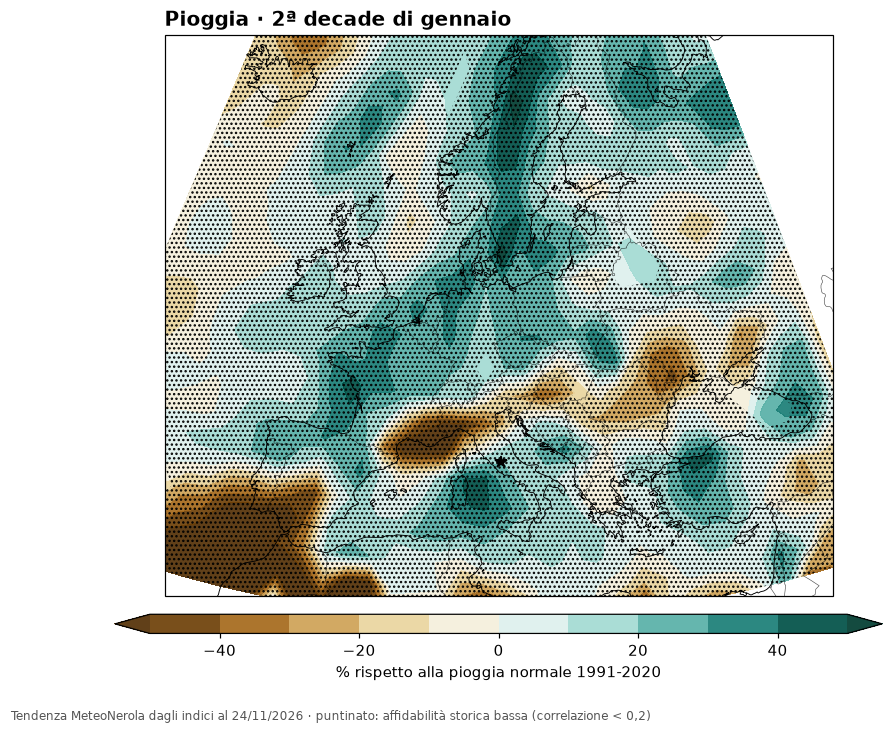 Pioggia · 2ª decade di gennaio
−40 −20 0 20 40
% rispetto alla pioggia normale 1991-2020
Tendenza MeteoNerola dagli indici al 24/11/2026 · puntinato: affidabilità storica bassa (correlazione < 0,2)